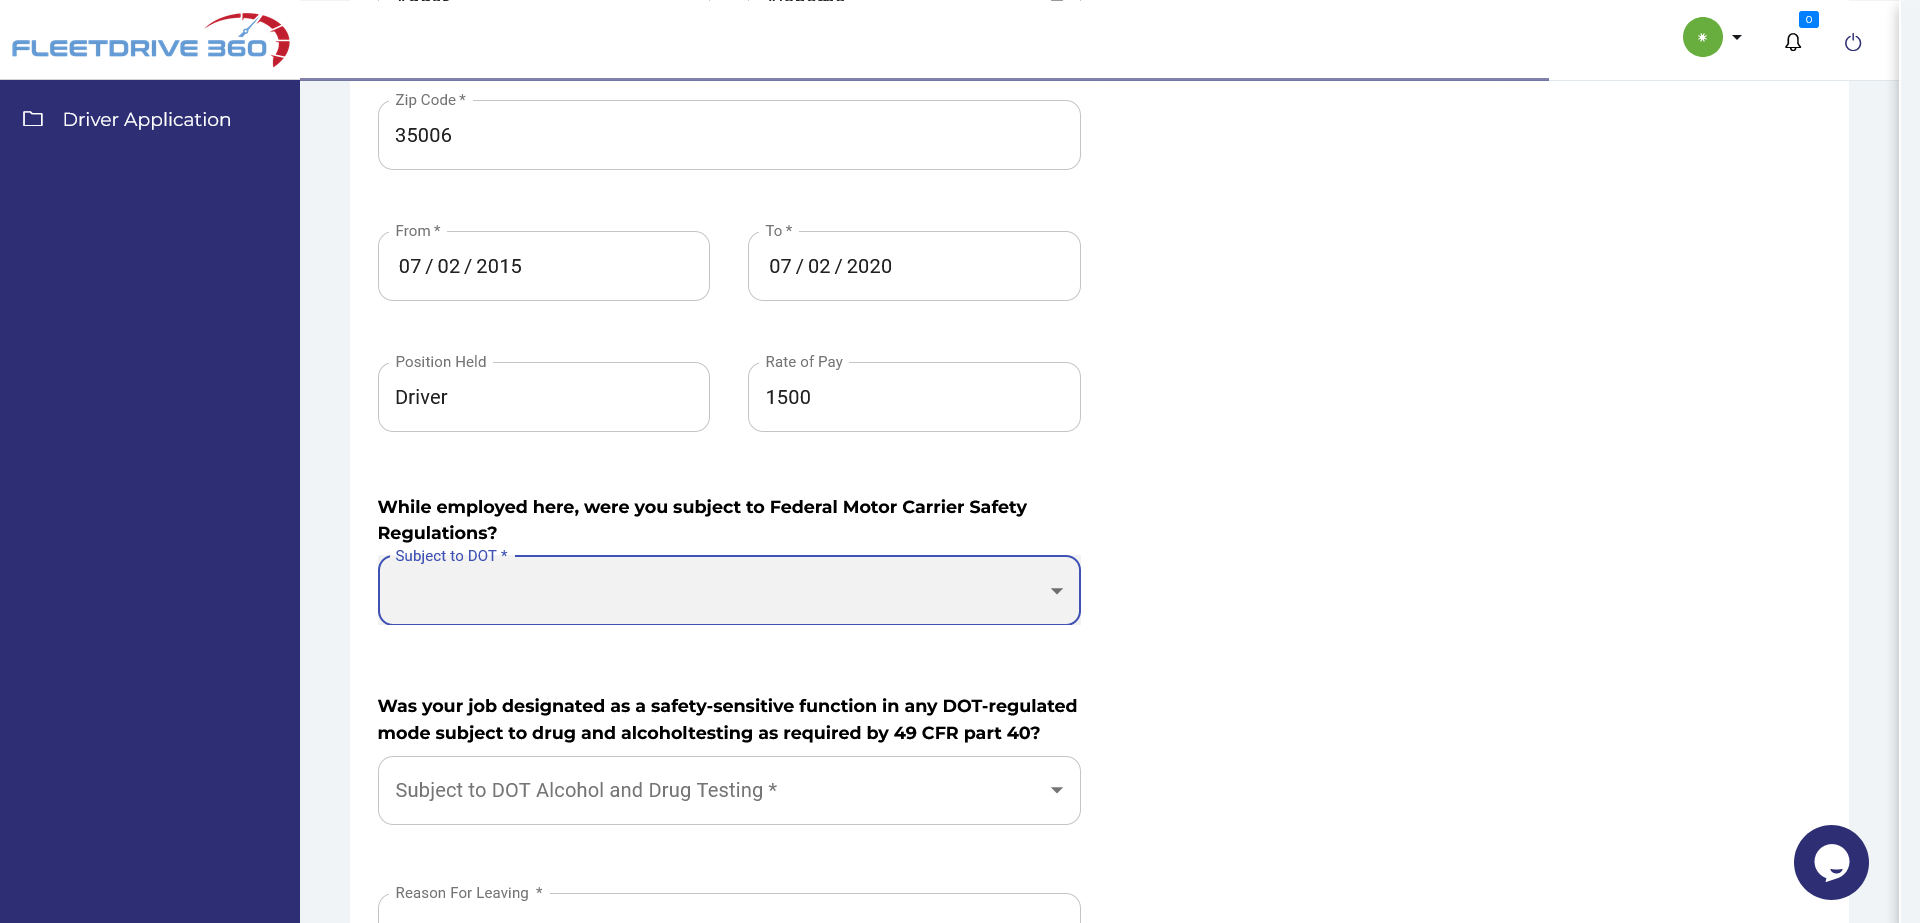 FLEETDRIVE 360
0
Driver Application
Zip Code *
35006
From *
To *
07 / 02 / 2015
07 / 02 / 2020
Position Held
Rate of Pay
Driver
1500
While employed here, were you subject to Federal Motor Carrier Safety
Regulations?
Subject to DOT *
Was your job designated as a safety-sensitive function in any DOT-regulated
mode subject to drug and alcoholtesting as required by 49 CFR part 40?
Subject to DOT Alcohol and Drug Testing *
Reason For Leaving *